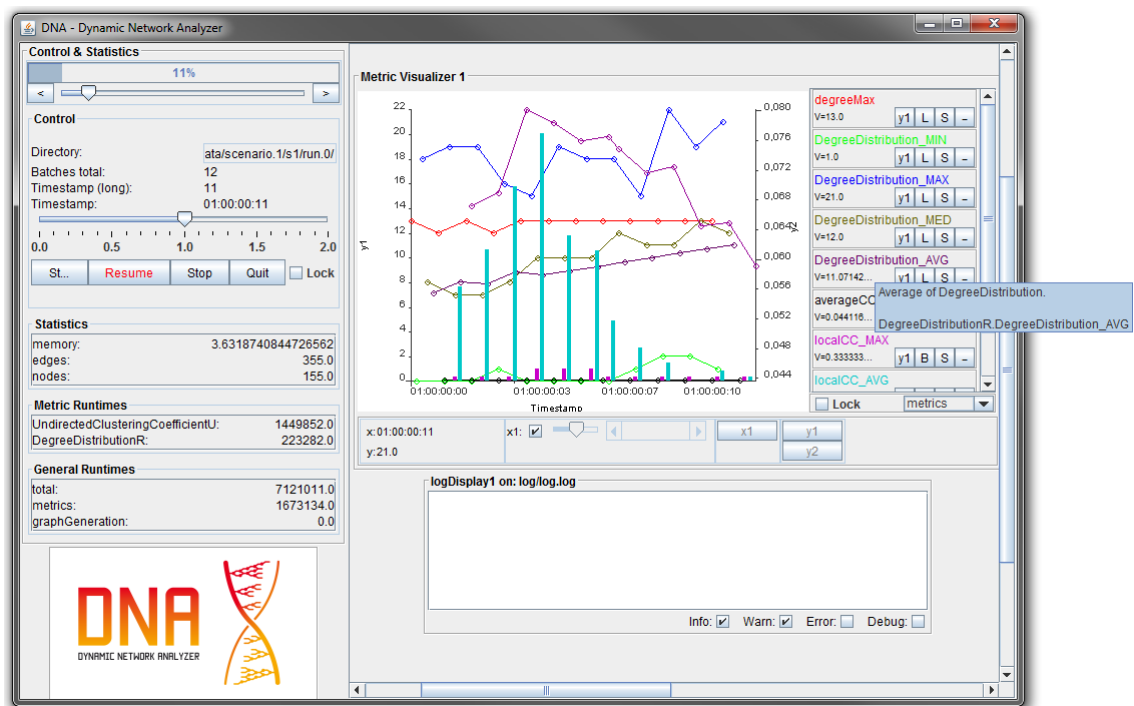 DNA - Dynamic Network Analyzer
Control & Statistics
11%
< >
Control
Directory: ata/scenario.1/s1/run.0/
Batches total: 12
Timestamp (long): 11
Timestamp: 01:00:00:11
0.0 0.5 1.0 1.5 2.0
St... Resume Stop Quit Lock
Statistics
memory: 3.6318740844726562
edges: 355.0
nodes: 155.0
Metric Runtimes
UndirectedClusteringCoefficientU: 1449852.0
DegreeDistributionR: 223282.0
General Runtimes
total: 7121011.0
metrics: 1673134.0
graphGeneration: 0.0
DNA
DYNAMIC NETWORK ANALYZER
Metric Visualizer 1
y1
22
20
18
16
14
12
10
8
6
4
2
0
0,080
0,076
0,072
0,068
0,064
0,060
0,056
0,052
0,048
0,044
y2
01:00:00:00 01:00:00:03 01:00:00:07 01:00:00:10
Timestamp
degreeMax
V=13.0 y1 L S -
DegreeDistribution_MIN
V=1.0 y1 L S -
DegreeDistribution_MAX
V=21.0 y1 L S -
DegreeDistribution_MED
V=12.0 y1 L S -
DegreeDistribution_AVG
V=11.07142... y1 L S -
averageCC
V=0.044116...
Average of DegreeDistribution.
DegreeDistributionR.DegreeDistribution_AVG
localCC_MAX
V=0.333333... y1 B S -
localCC_AVG
Lock metrics
x:01:00:00:11 x1: x1 y1
y:21.0 y2
logDisplay1 on: log/log.log
Info: Warn: Error: Debug: